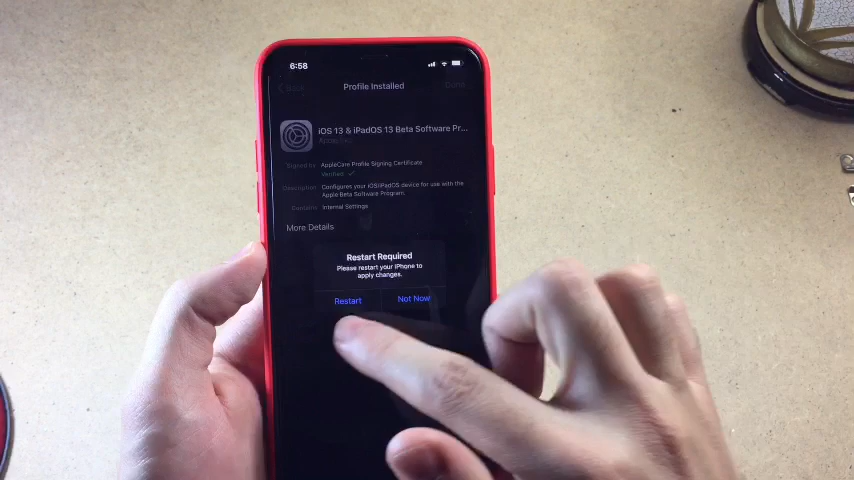 6:58
Back
Profile Installed
Done
iOS 13 & iPadOS 13 Beta Software Pr...
Signed by AppleCare Profile Signing Certificate
Verified ✓
Description Configures your iOS/iPadOS device for use with the
Apple Beta Software Program.
Contains Internal Settings
More Details
Restart Required
Please restart your iPhone to
apply changes.
Restart
Not Now